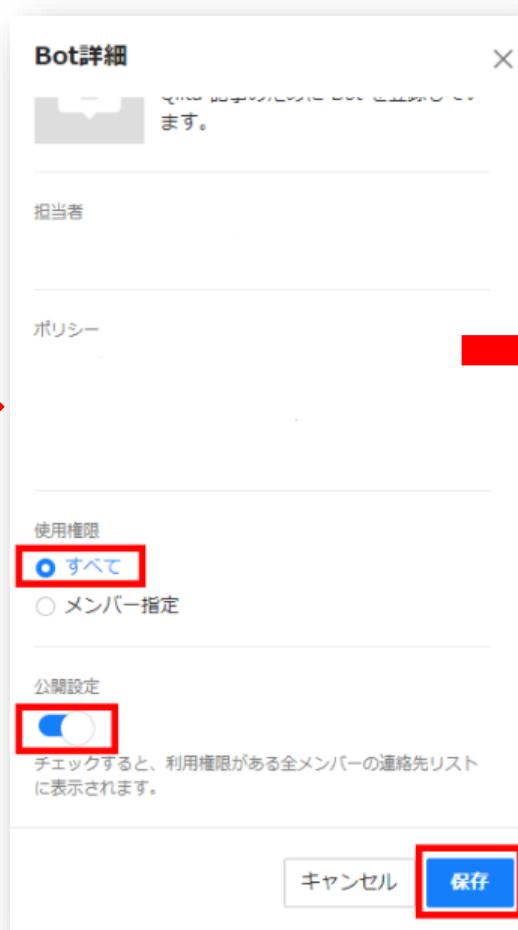 Bot詳細
ます。
担当者
ポリシー
使用権限
すべて
メンバー指定
公開設定
チェックすると、利用権限がある全メンバーの連絡先リスト
に表示されます。
キャンセル
保存